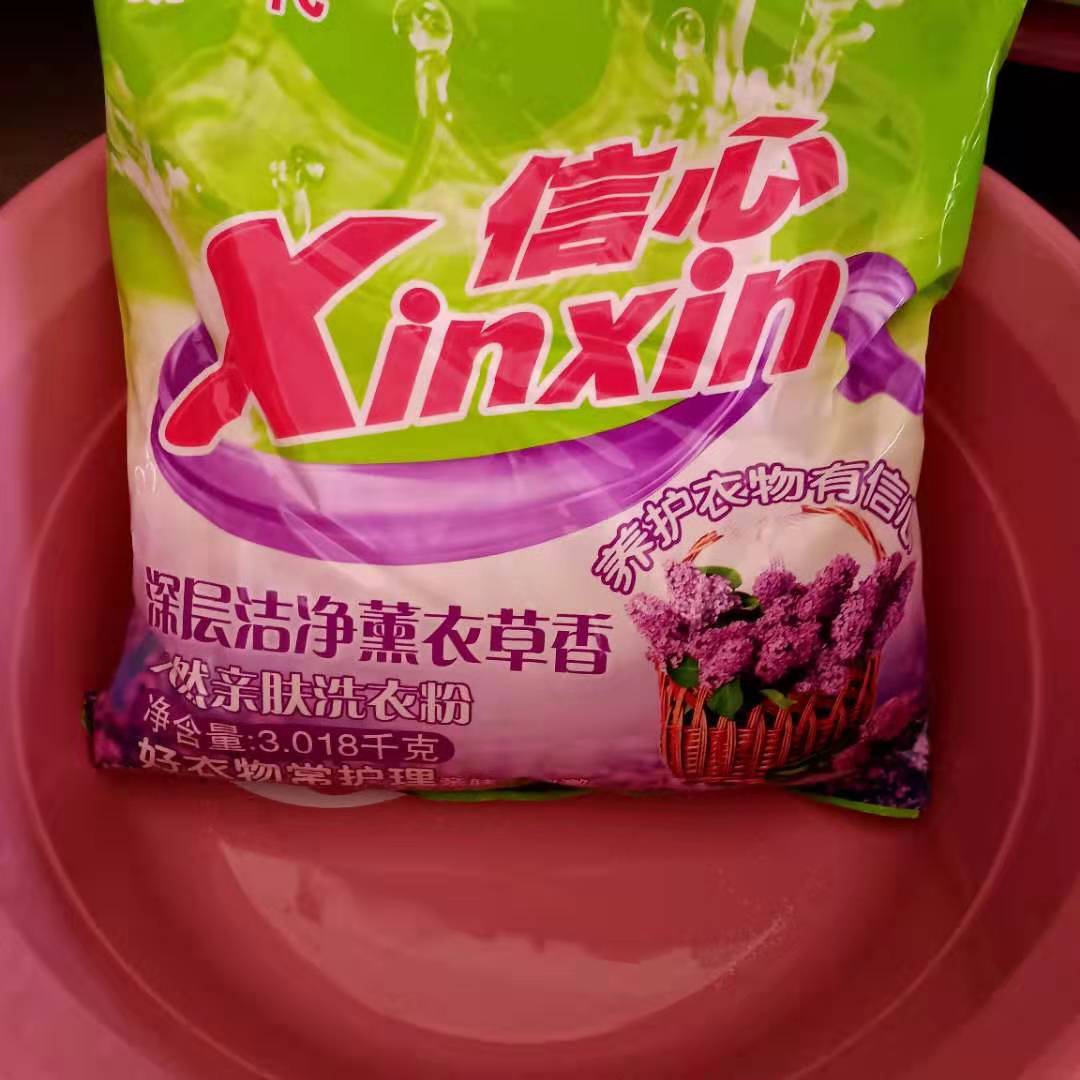 代
信心
Xinxin
养护衣物有信心
深层洁净薰衣草香
然亲肤洗衣粉
净含量:3.018千克
好衣物常护理